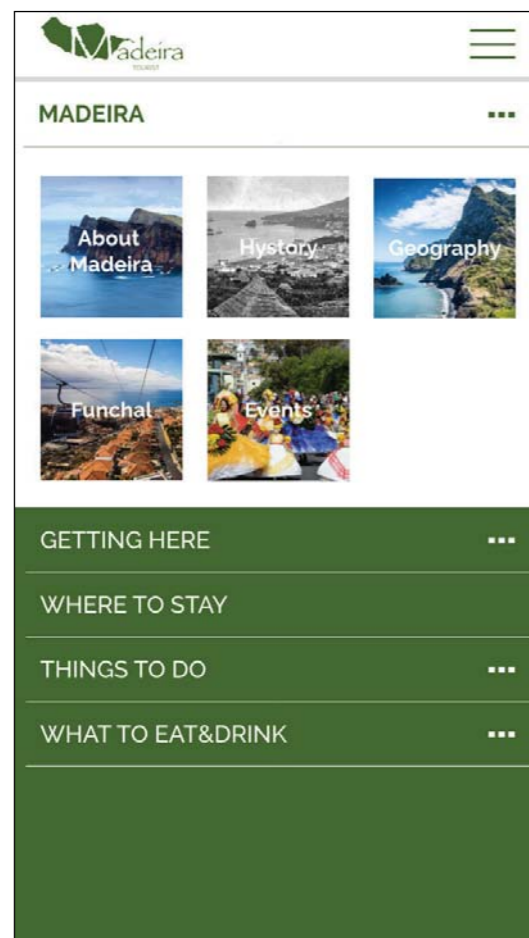 Madeira
TOURIST
MADEIRA
About
Madeira
Hystory
Geography
Funchal
Events
GETTING HERE
WHERE TO STAY
THINGS TO DO
WHAT TO EAT&DRINK